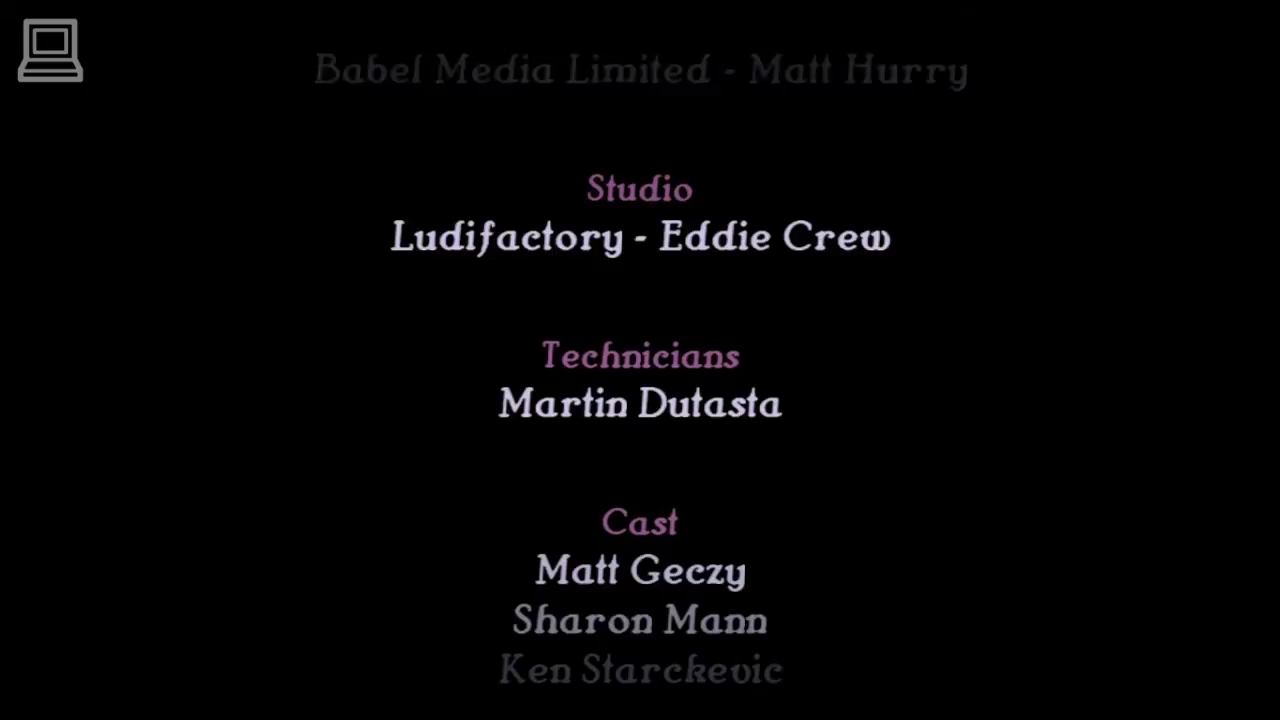 Babel Media Limited - Matt Hurry
Studio
Ludifactory - Eddie Crew
Technicians
Martin Dutasta
Cast
Matt Geczy
Sharon Mann
Ken Starckevic